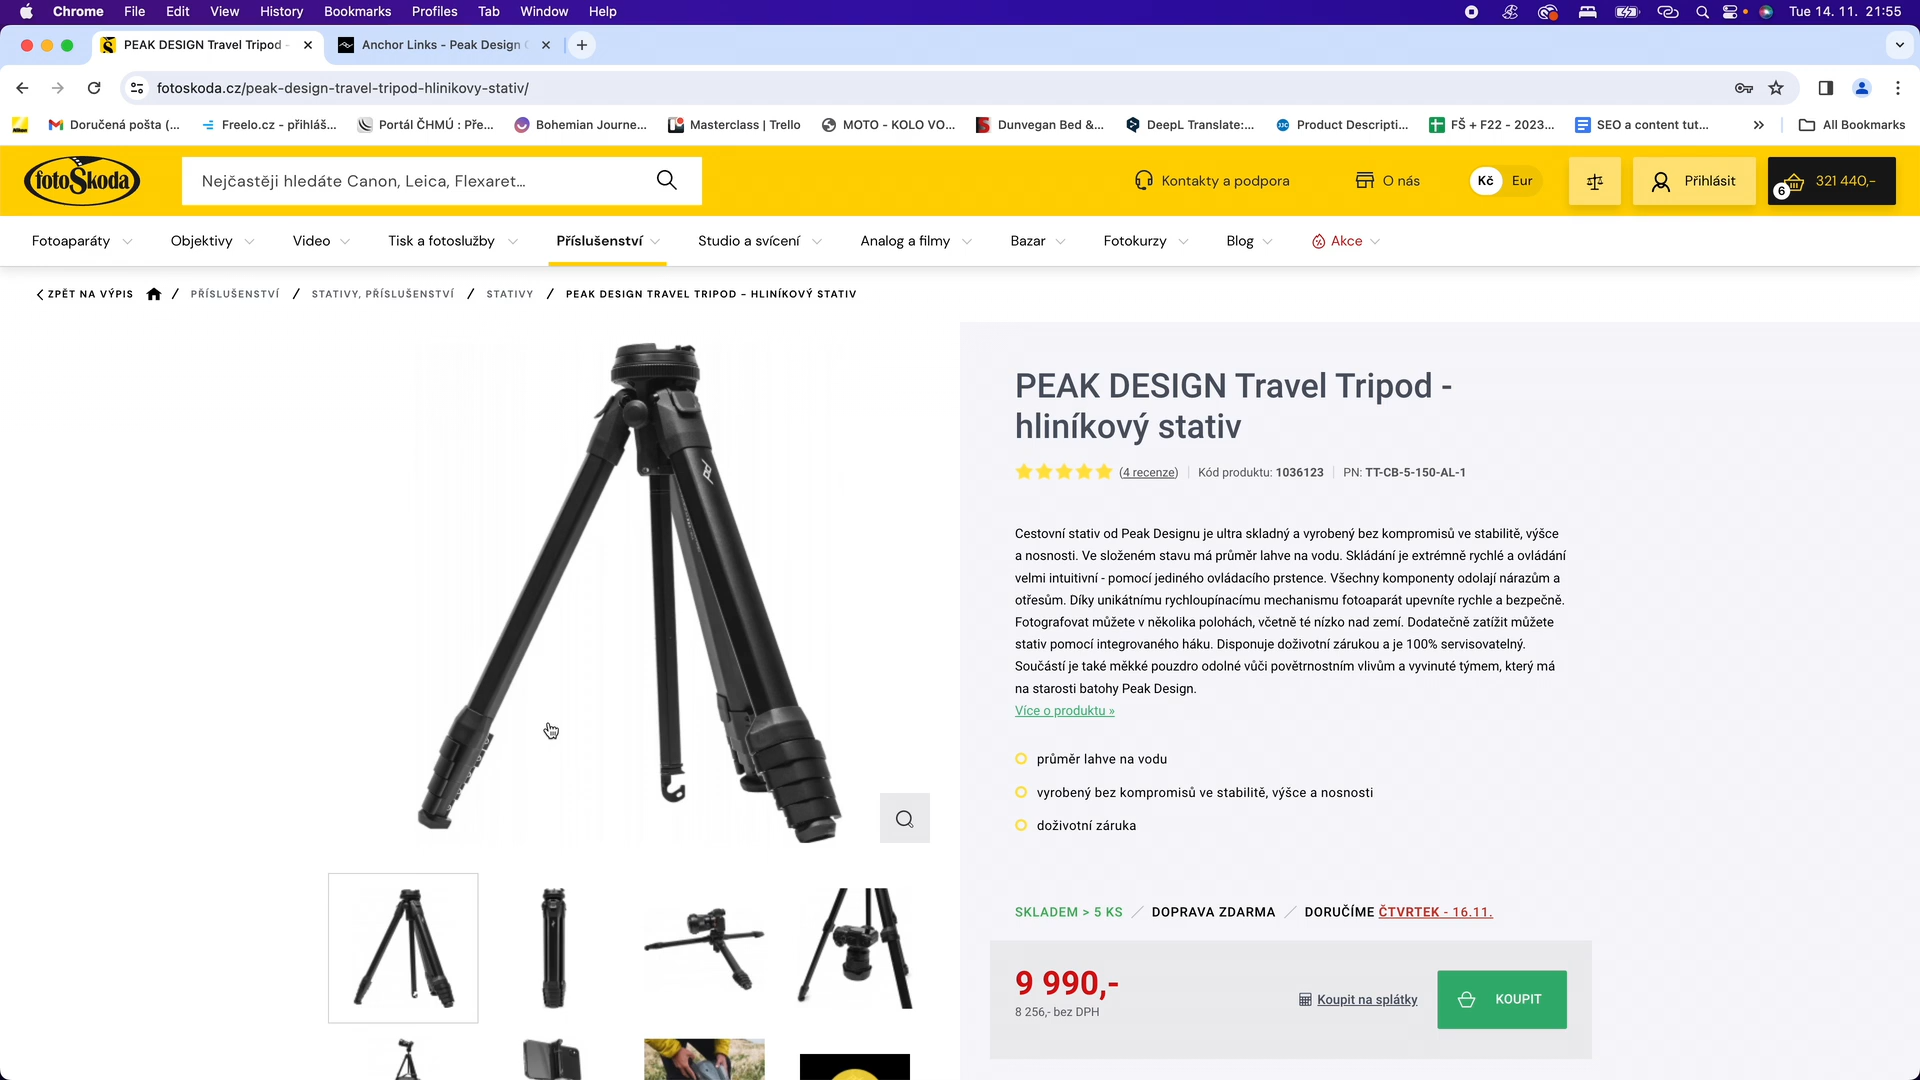 Chrome File Edit View History Bookmarks Profiles Tab Window Help Tue 14. 11. 21:55
PEAK DESIGN Travel Tripod -
Anchor Links - Peak Design
fotoskoda.cz/peak-design-travel-tripod-hlinikovy-stativ/
Doručená pošta (... Freelo.cz - přihláš... Portál ČHMÚ : Pře... Bohemian Journe... Masterclass | Trello MOTO - KOLO VO... Dunvegan Bed &... DeepL Translate:... Product Descripti... FŠ + F22 - 2023... SEO a content tut... » All Bookmarks
fotoŠkoda
Nejčastěji hledáte Canon, Leica, Flexaret...
Kontakty a podpora O nás Kč Eur Přihlásit 6 321 440,-
Fotoaparáty Objektivy Video Tisk a fotoslužby Příslušenství Studio a svícení Analog a filmy Bazar Fotokurzy Blog Akce
ZPĚT NA VÝPIS / PŘÍSLUŠENSTVÍ / STATIVY, PŘÍSLUŠENSTVÍ / STATIVY / PEAK DESIGN TRAVEL TRIPOD - HLINÍKOVÝ STATIV
PEAK DESIGN Travel Tripod -
hliníkový stativ
(4 recenze) Kód produktu: 1036123 PN: TT-CB-5-150-AL-1
Cestovní stativ od Peak Designu je ultra skladný a vyrobený bez kompromisů ve stabilitě, výšce
a nosnosti. Ve složeném stavu má průměr lahve na vodu. Skládání je extrémně rychlé a ovládání
velmi intuitivní - pomocí jediného ovládacího prstence. Všechny komponenty odolají nárazům a
otřesům. Díky unikátnímu rychloupínacímu mechanismu fotoaparát upevníte rychle a bezpečně.
Fotografovat můžete v několika polohách, včetně té nízko nad zemí. Dodatečně zatížit můžete
stativ pomocí integrovaného háku. Disponuje doživotní zárukou a je 100% servisovatelný.
Součástí je také měkké pouzdro odolné vůči povětrnostním vlivům a vyvinuté týmem, který má
na starosti batohy Peak Design.
Více o produktu »
průměr lahve na vodu
vyrobený bez kompromisů ve stabilitě, výšce a nosnosti
doživotní záruka
SKLADEM > 5 KS / DOPRAVA ZDARMA / DORUČÍME ČTVRTEK - 16.11.
9 990,-
8 256,- bez DPH
Koupit na splátky
KOUPIT